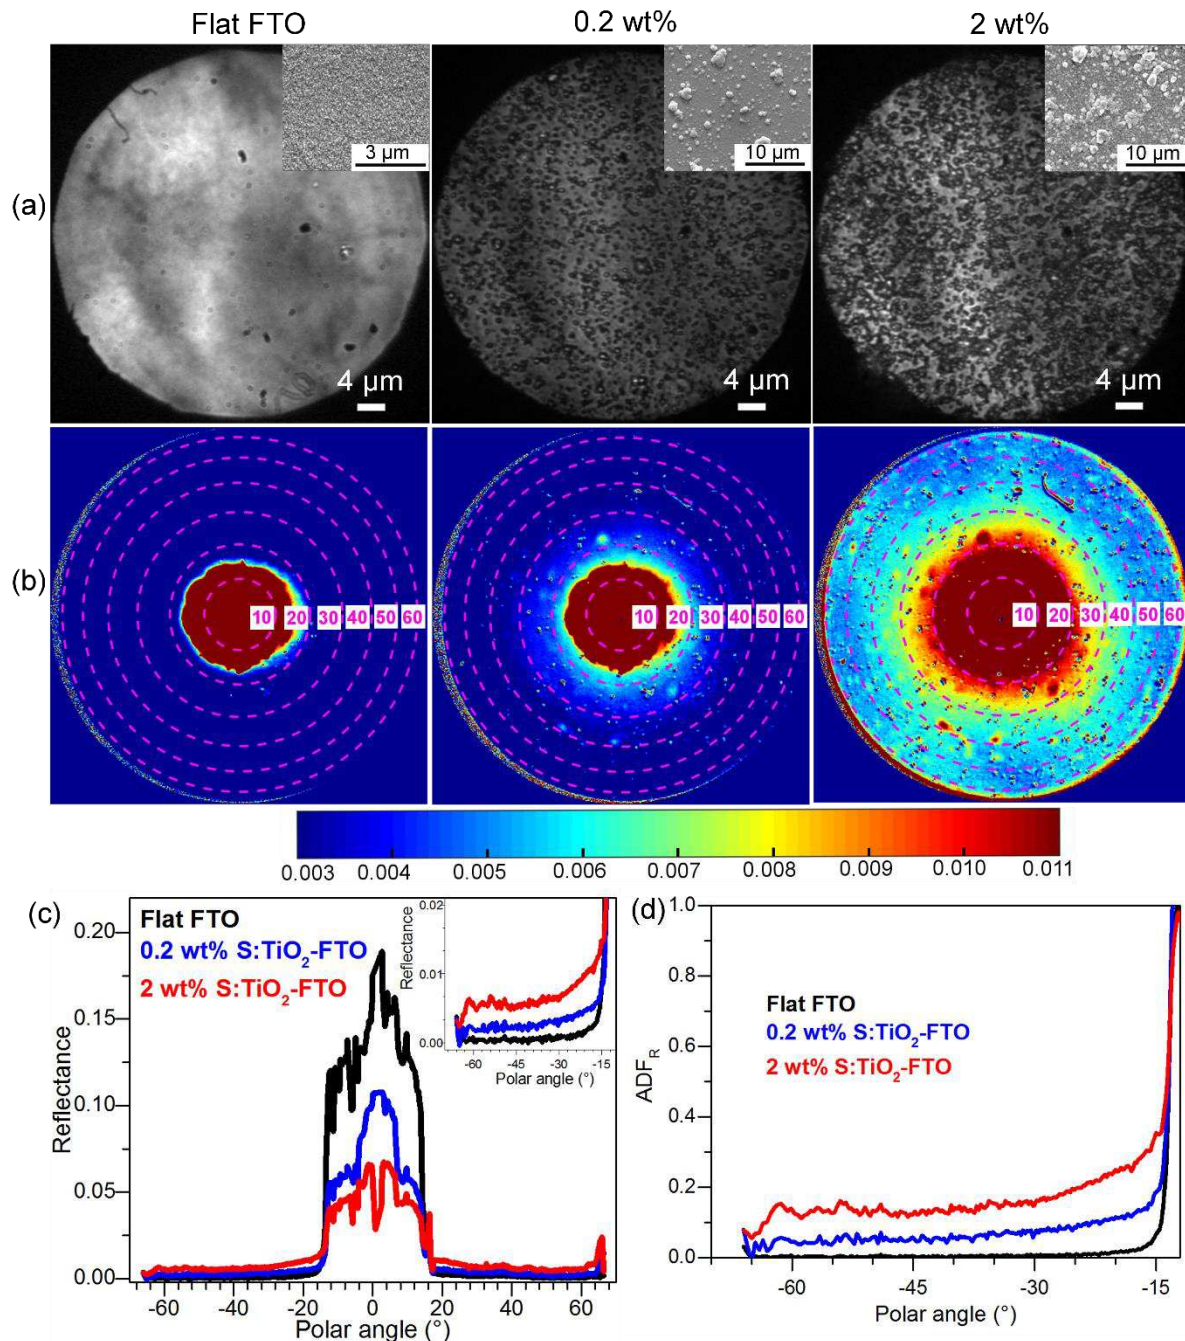 Flat FTO 0.2 wt% 2 wt%
(a)
3 µm 10 µm 10 µm
4 µm 4 µm 4 µm
(b)
10 20 30 40 50 60 10 20 30 40 50 60 10 20 30 40 50 60
0.003 0.004 0.005 0.006 0.007 0.008 0.009 0.010 0.011
(c)
Flat FTO
0.2 wt% S:TiO₂-FTO
2 wt% S:TiO₂-FTO
Reflectance
0.20
0.15
0.10
0.05
0.00
-60 -40 -20 0 20 40 60
Polar angle (°)
Reflectance
0.02
0.01
0.00
-60 -45 -30 -15
Polar angle (°)
(d)
Flat FTO
0.2 wt% S:TiO₂-FTO
2 wt% S:TiO₂-FTO
ADF_R
1.0
0.8
0.6
0.4
0.2
0.0
-60 -45 -30 -15
Polar angle (°)